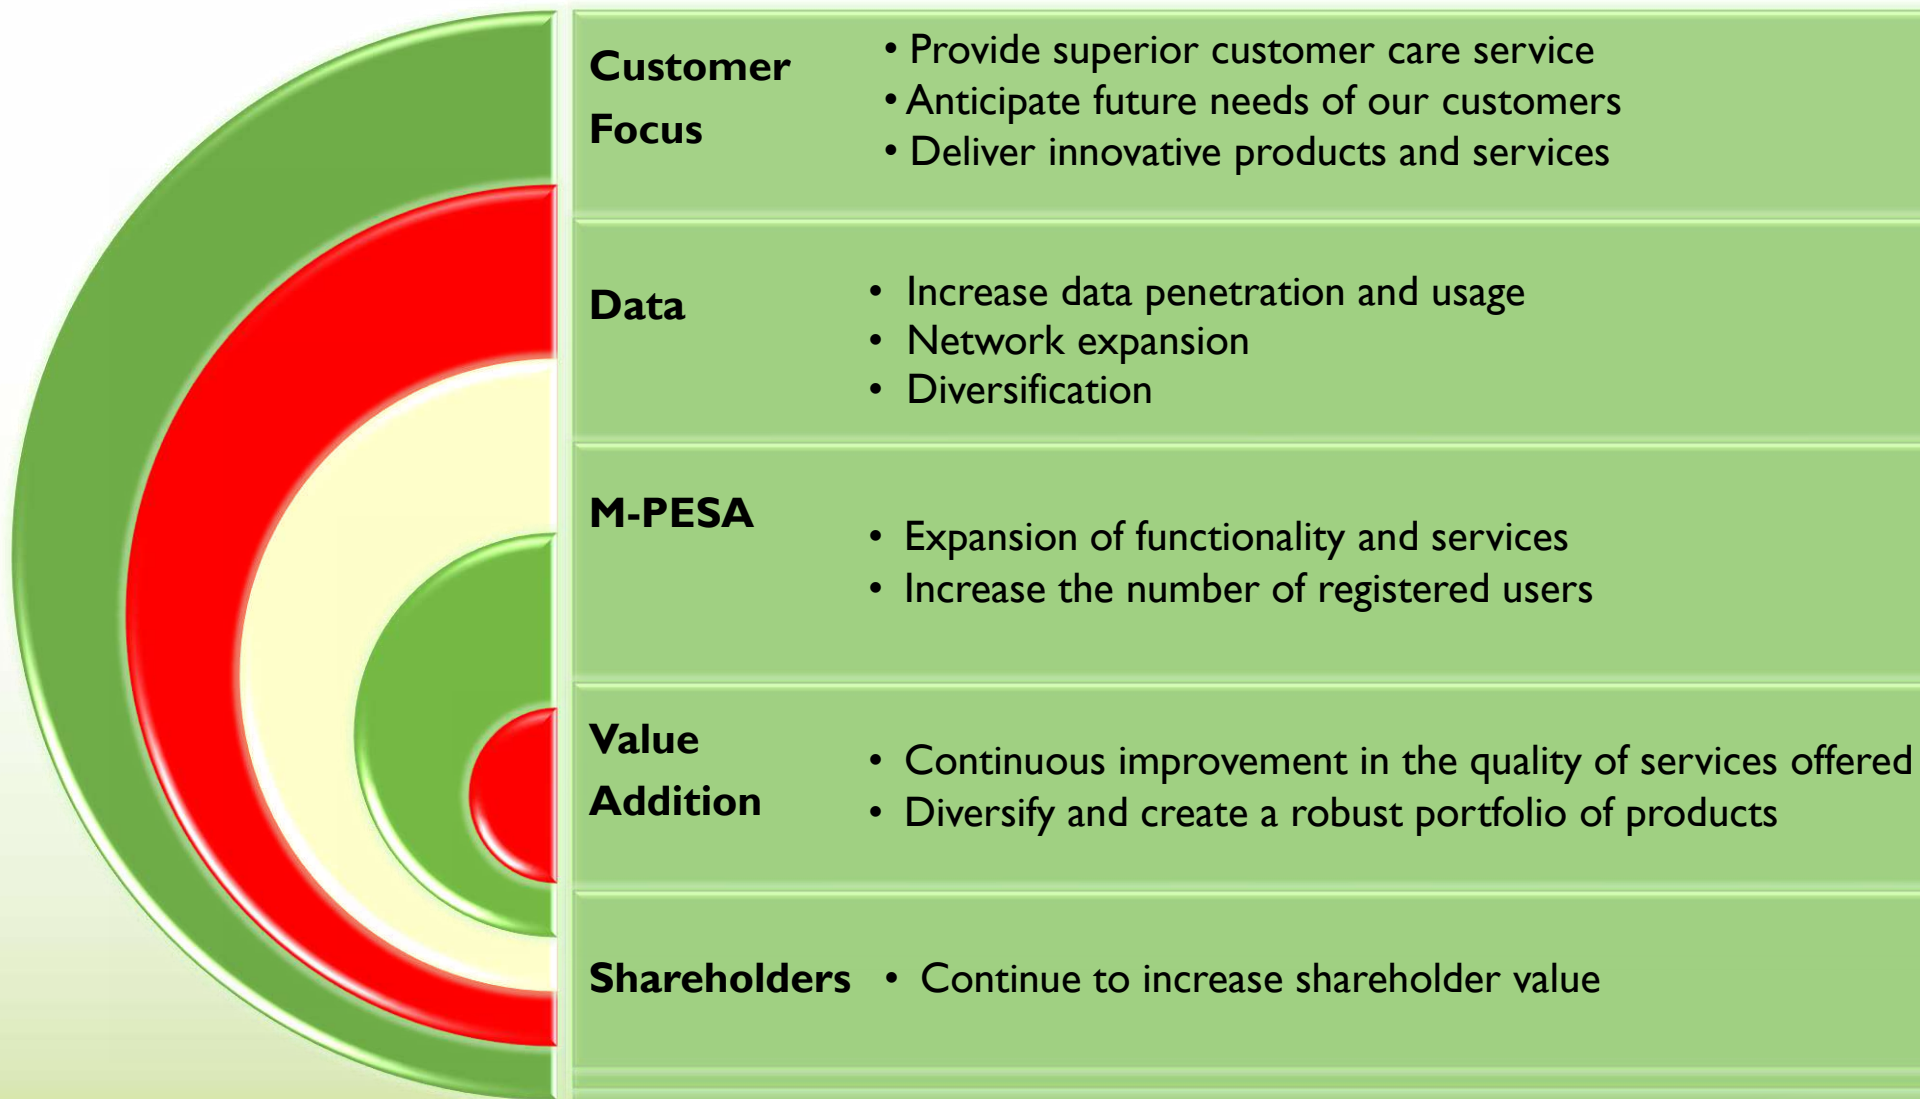 Customer
Focus
• Provide superior customer care service
• Anticipate future needs of our customers
• Deliver innovative products and services
Data
• Increase data penetration and usage
• Network expansion
• Diversification
M-PESA
• Expansion of functionality and services
• Increase the number of registered users
Value
Addition
• Continuous improvement in the quality of services offered
• Diversify and create a robust portfolio of products
Shareholders
• Continue to increase shareholder value